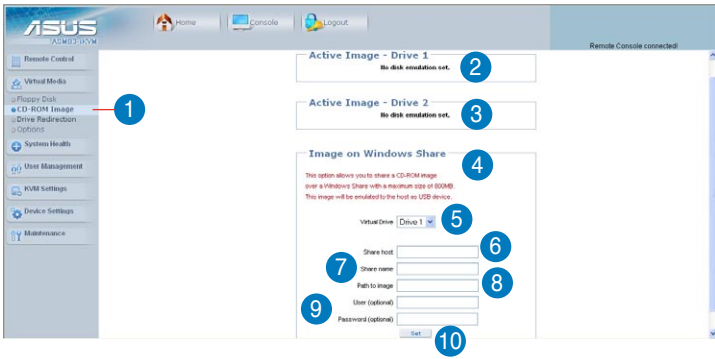 ASUS
ASMB3-iKVM
Home
Console
Logout
Remote Console connected!
Remote Control
Virtual Media
Floppy Disk
CD-ROM Image
Drive Redirection
Options
System Health
User Management
KVM Settings
Device Settings
Maintenance
1
Active Image - Drive 1
No disk emulation set.
2
Active Image - Drive 2
No disk emulation set.
3
Image on Windows Share
4
This option allows you to share a CD-ROM image
over a Windows Share with a maximum size of 800MB.
This image will be emulated to the host as USB device.
Virtual Drive Drive 1
5
Share host
6
7
Share name
Path to image
8
User (optional)
9
Password (optional)
Set
10